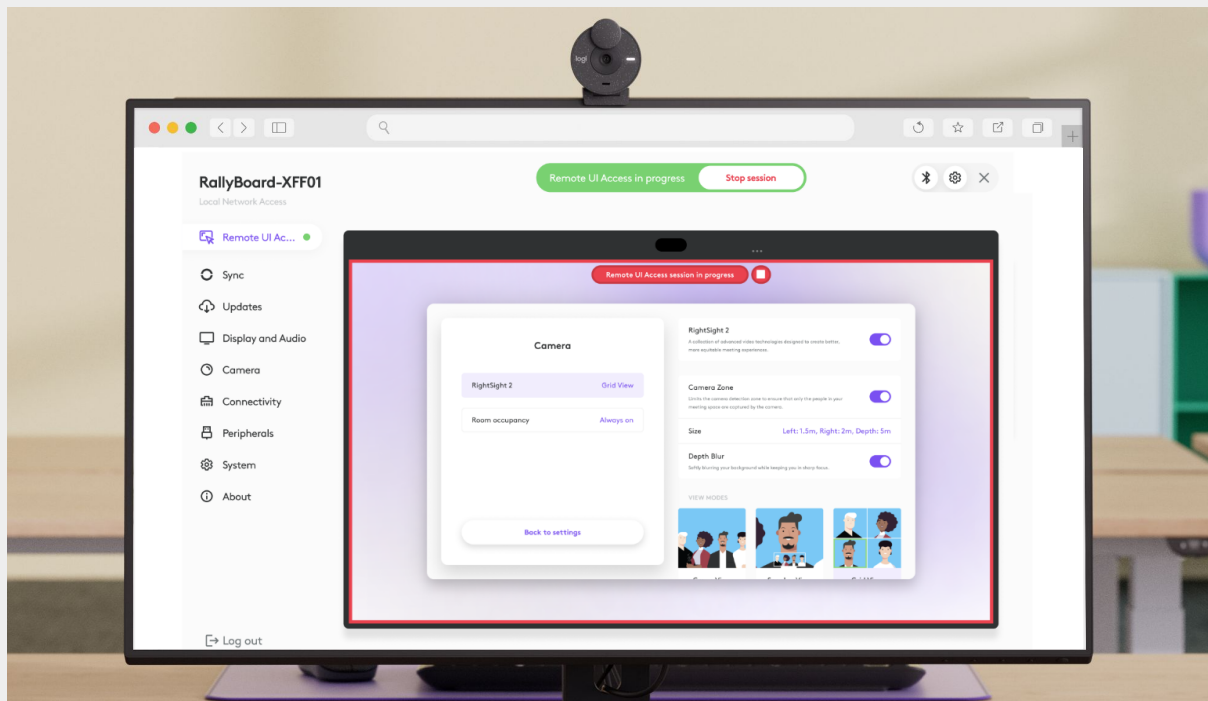 logi
RallyBoard-XFF01
Local Network Access
Remote UI Access in progress
Stop session
Remote UI Ac...
Sync
Updates
Display and Audio
Camera
Connectivity
Peripherals
System
About
Log out
...
Remote UI Access session in progress
Camera
RightSight 2
Grid View
Room occupancy
Always on
Back to settings
RightSight 2
A collection of advanced video technologies designed to create better,
more equitable meeting experiences.
Camera Zone
Limits the camera detection zone to ensure that only the people in your
meeting space are captured by the camera.
Size
Left: 1.5m, Right: 2m, Depth: 5m
Depth Blur
Softly blurring your background while keeping you in sharp focus.
VIEW MODES